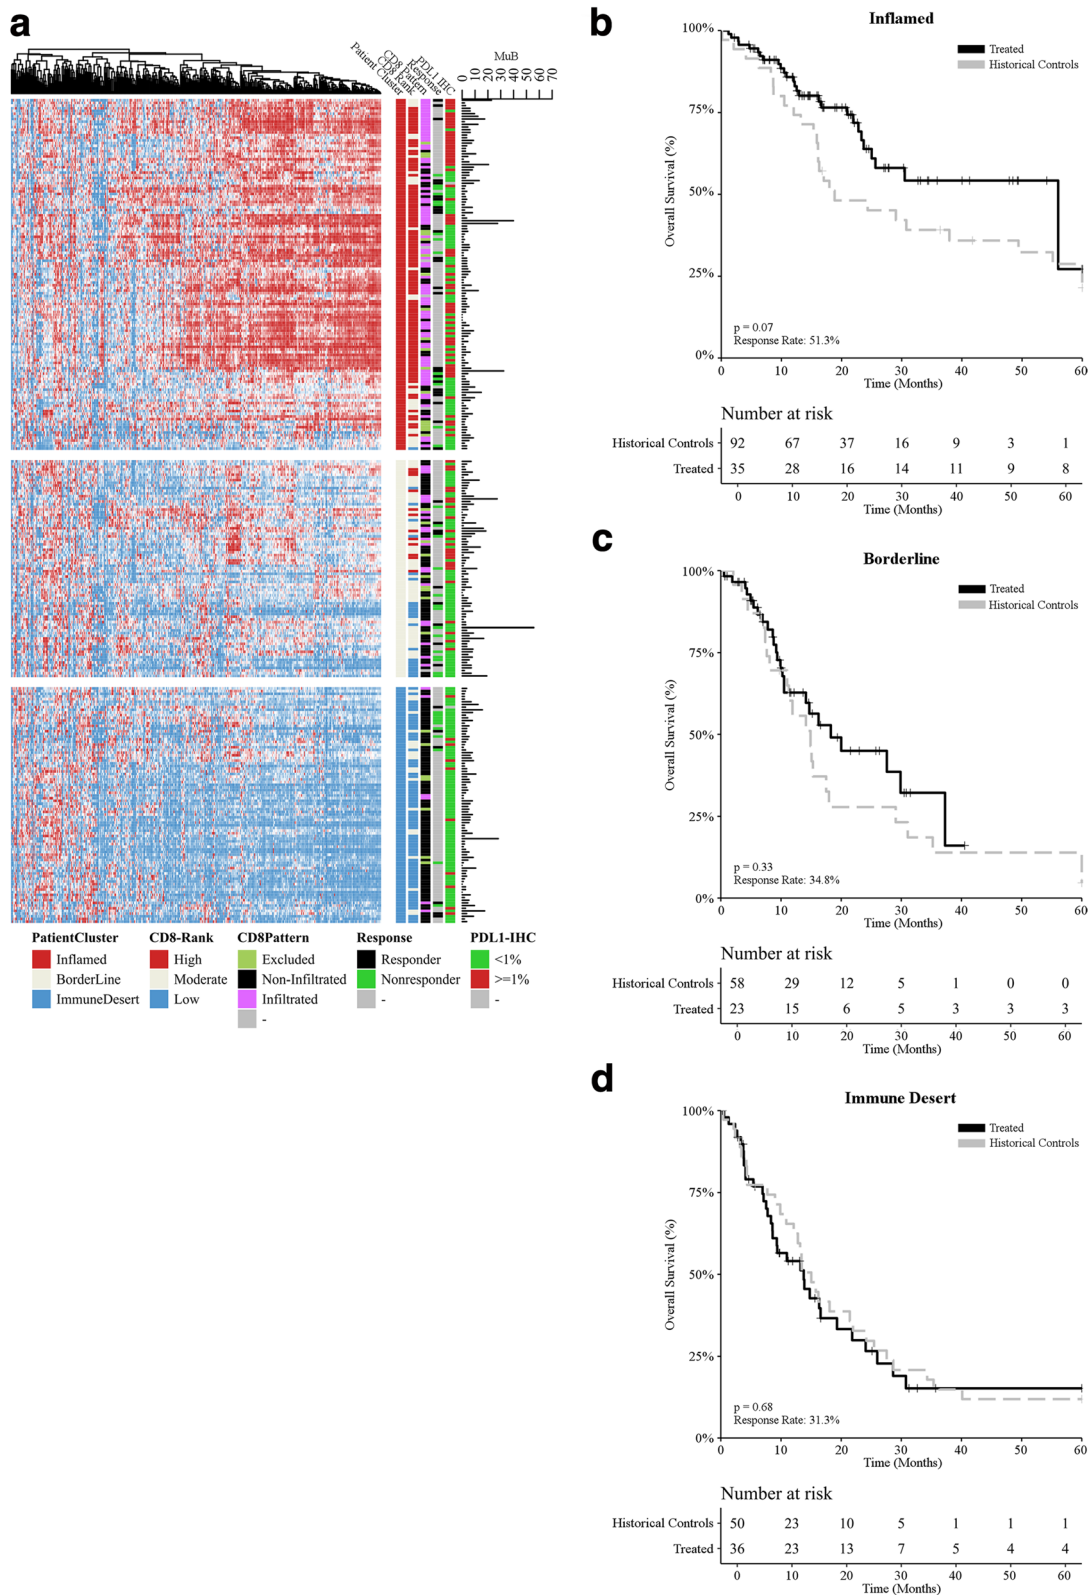 a
Patient Cluster
CD8 Rank
CD8 Pattern
Response
PDL1 IHC
MuB
0 10 20 30 40 50 60 70
PatientCluster
Inflamed
BorderLine
ImmuneDesert
CD8-Rank
High
Moderate
Low
CD8Pattern
Excluded
Non-Infiltrated
Infiltrated
-
Response
Responder
Nonresponder
-
PDL1-IHC
<1%
>=1%
-
b
Inflamed
Treated
Historical Controls
Overall Survival (%)
100%
75%
50%
25%
0%
p = 0.07
Response Rate: 51.3%
0 10 20 30 40 50 60
Time (Months)
Number at risk
Historical Controls 92 67 37 16 9 3 1
Treated 35 28 16 14 11 9 8
0 10 20 30 40 50 60
Time (Months)
c
Borderline
Treated
Historical Controls
Overall Survival (%)
100%
75%
50%
25%
0%
p = 0.33
Response Rate: 34.8%
0 10 20 30 40 50 60
Time (Months)
Number at risk
Historical Controls 58 29 12 5 1 0 0
Treated 23 15 6 5 3 3 3
0 10 20 30 40 50 60
Time (Months)
d
Immune Desert
Treated
Historical Controls
Overall Survival (%)
100%
75%
50%
25%
0%
p = 0.68
Response Rate: 31.3%
0 10 20 30 40 50 60
Time (Months)
Number at risk
Historical Controls 50 23 10 5 1 1 1
Treated 36 23 13 7 5 4 4
0 10 20 30 40 50 60
Time (Months)